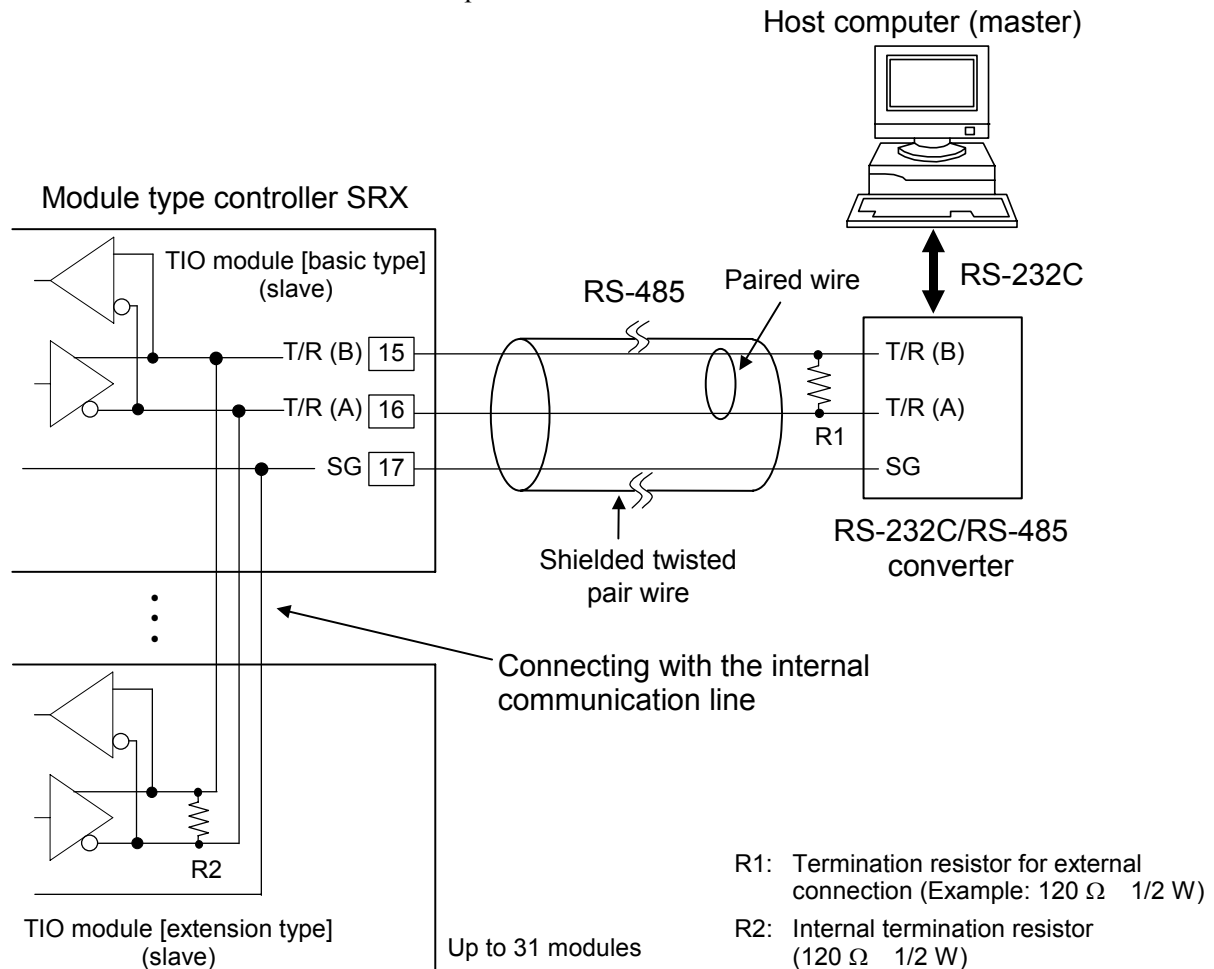 Host computer (master)
Module type controller SRX
TIO module [basic type]
(slave)
RS-485
Paired wire
RS-232C
T/R (B) 15
T/R (A) 16
SG 17
R1
T/R (B)
T/R (A)
SG
Shielded twisted
pair wire
RS-232C/RS-485
converter
Connecting with the internal
communication line
R2
TIO module [extension type]
(slave)
Up to 31 modules
R1: Termination resistor for external
connection (Example: 120 Ω 1/2 W)
R2: Internal termination resistor
(120 Ω 1/2 W)